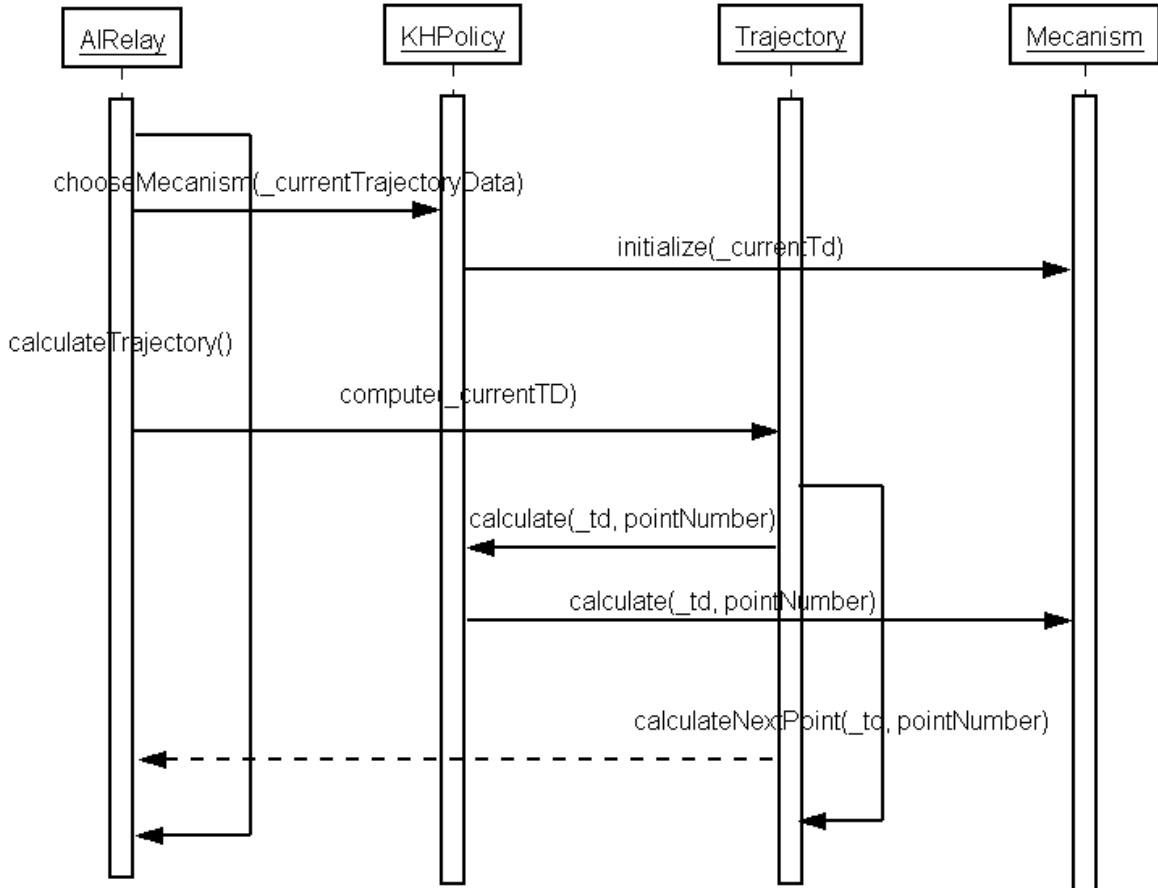 AIRelay
KHPolicy
Trajectory
Mecanism
chooseMecanism(_currentTrajectoryData)
initialize(_currentTd)
calculateTrajectory()
compute(_currentTD)
calculate(_td, pointNumber)
calculate(_td, pointNumber)
calculateNextPoint(_td, pointNumber)